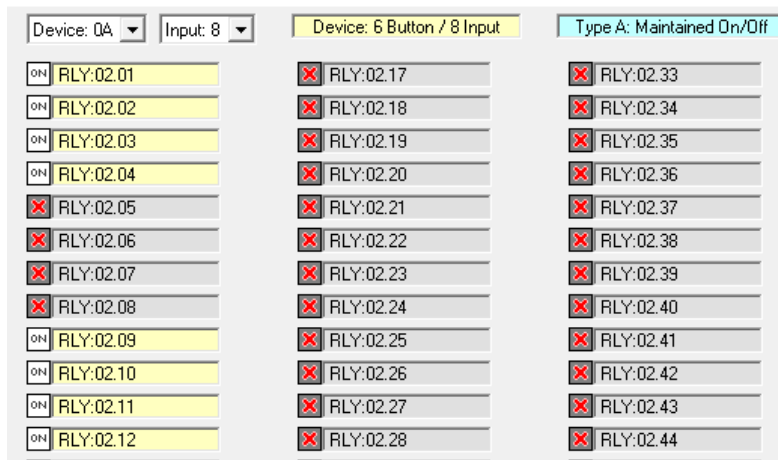 Device: 0A Input: 8 Device: 6 Button / 8 Input Type A: Maintained On/Off
ON RLY:02.01 RLY:02.17 RLY:02.33
ON RLY:02.02 RLY:02.18 RLY:02.34
ON RLY:02.03 RLY:02.19 RLY:02.35
ON RLY:02.04 RLY:02.20 RLY:02.36
RLY:02.05 RLY:02.21 RLY:02.37
RLY:02.06 RLY:02.22 RLY:02.38
RLY:02.07 RLY:02.23 RLY:02.39
RLY:02.08 RLY:02.24 RLY:02.40
ON RLY:02.09 RLY:02.25 RLY:02.41
ON RLY:02.10 RLY:02.26 RLY:02.42
ON RLY:02.11 RLY:02.27 RLY:02.43
ON RLY:02.12 RLY:02.28 RLY:02.44